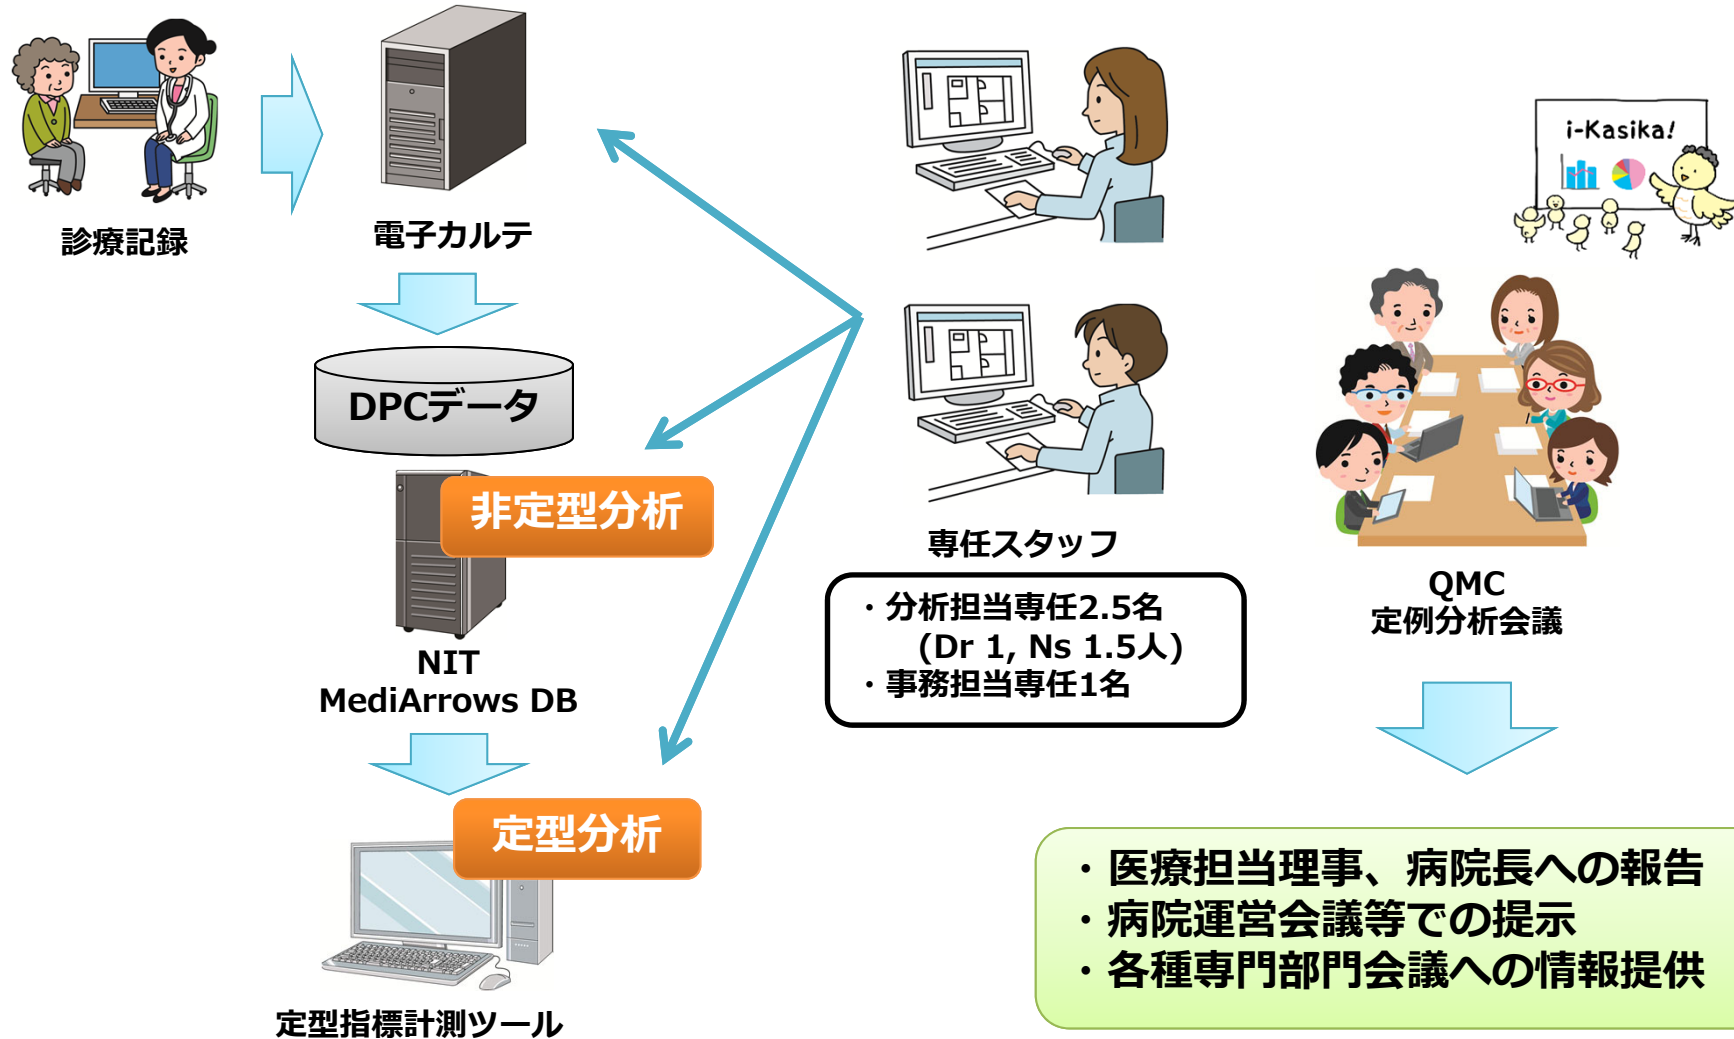 診療記録
電子カルテ
DPCデータ
非定型分析
NIT
MediArrows DB
定型分析
定型指標計測ツール
専任スタッフ
・分析担当専任2.5名
(Dr 1, Ns 1.5人)
・事務担当専任1名
i-Kasika!
QMC
定例分析会議
・医療担当理事、病院長への報告
・病院運営会議等での提示
・各種専門部門会議への情報提供